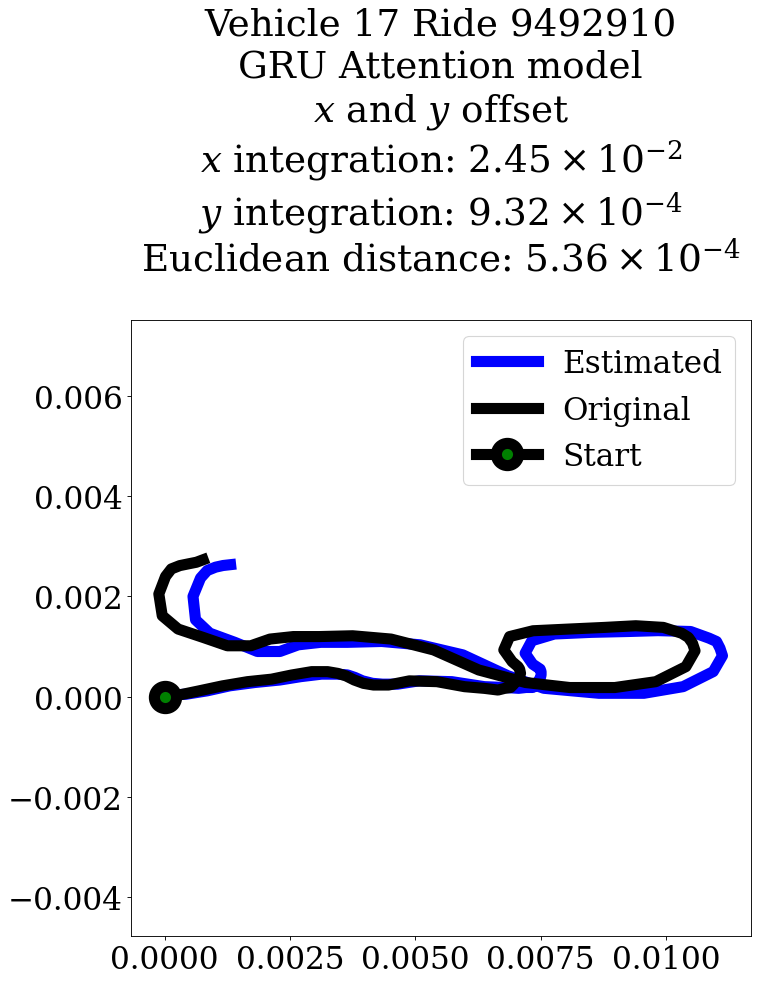 Vehicle 17 Ride 9492910
GRU Attention model
x and y offset
x integration: 2.45 × 10⁻²
y integration: 9.32 × 10⁻⁴
Euclidean distance: 5.36 × 10⁻⁴
Estimated
Original
Start
0.006
0.004
0.002
0.000
−0.002
−0.004
0.0000 0.0025 0.0050 0.0075 0.0100